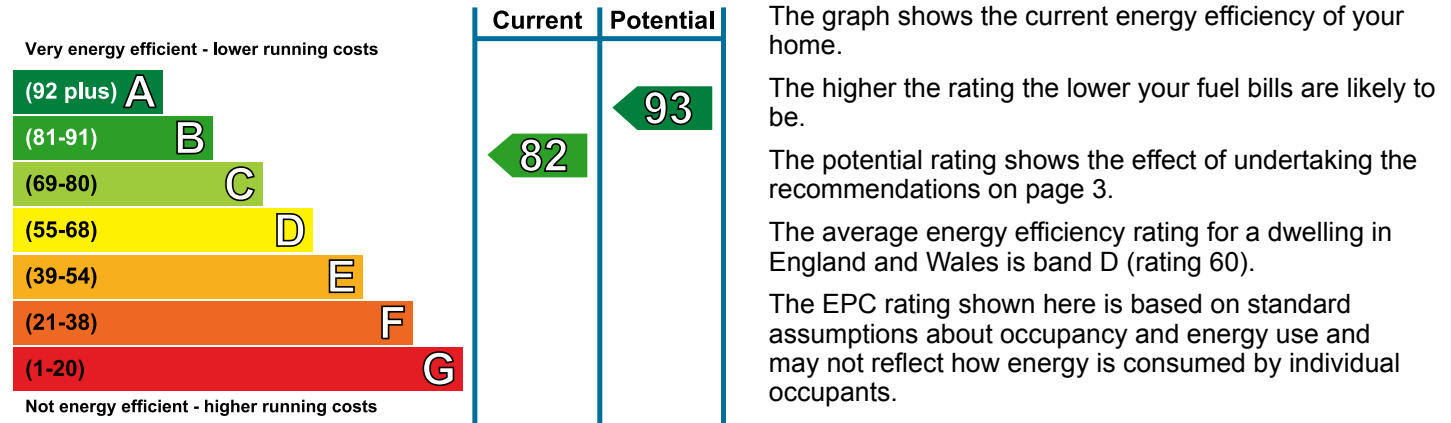 Current Potential
Very energy efficient - lower running costs
(92 plus) A
(81-91) B
(69-80) C
(55-68) D
(39-54) E
(21-38) F
(1-20) G
Not energy efficient - higher running costs
82
93
The graph shows the current energy efficiency of your
home.
The higher the rating the lower your fuel bills are likely to
be.
The potential rating shows the effect of undertaking the
recommendations on page 3.
The average energy efficiency rating for a dwelling in
England and Wales is band D (rating 60).
The EPC rating shown here is based on standard
assumptions about occupancy and energy use and
may not reflect how energy is consumed by individual
occupants.